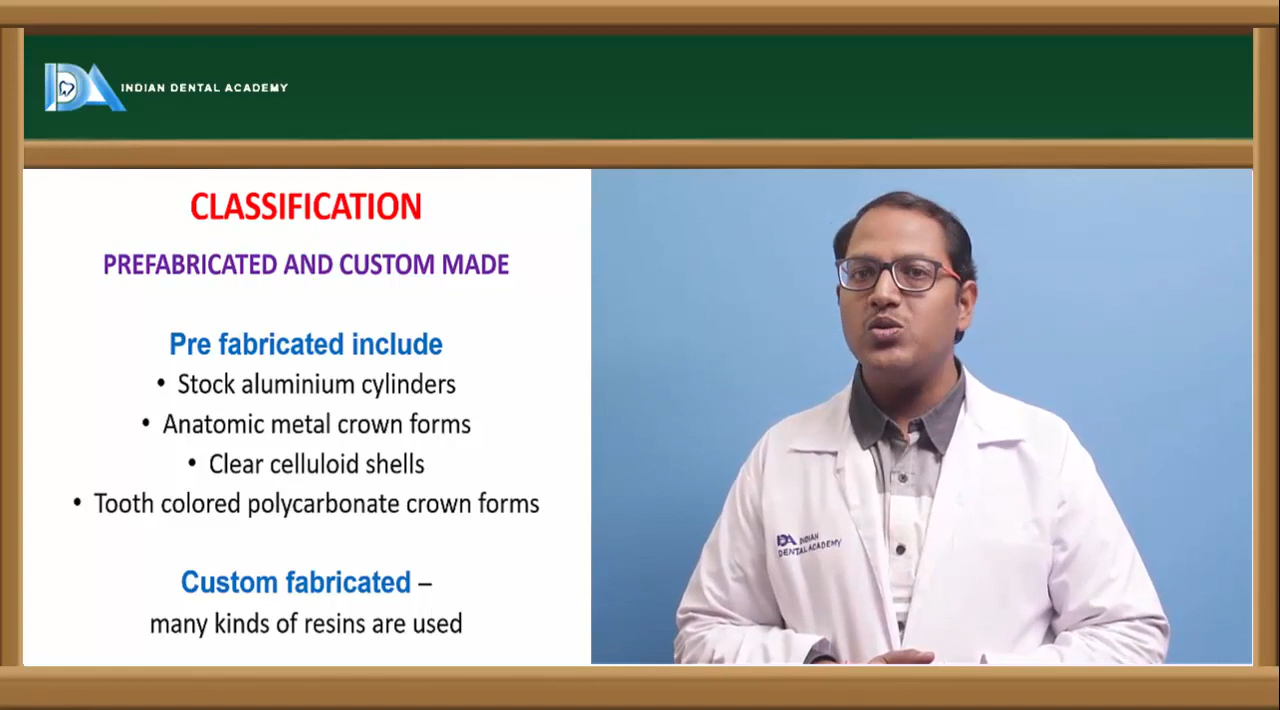 INDIAN DENTAL ACADEMY
CLASSIFICATION
PREFABRICATED AND CUSTOM MADE
Pre fabricated include
• Stock aluminium cylinders
• Anatomic metal crown forms
• Clear celluloid shells
• Tooth colored polycarbonate crown forms
Custom fabricated –
many kinds of resins are used
IDA INDIAN
DENTAL ACADEMY